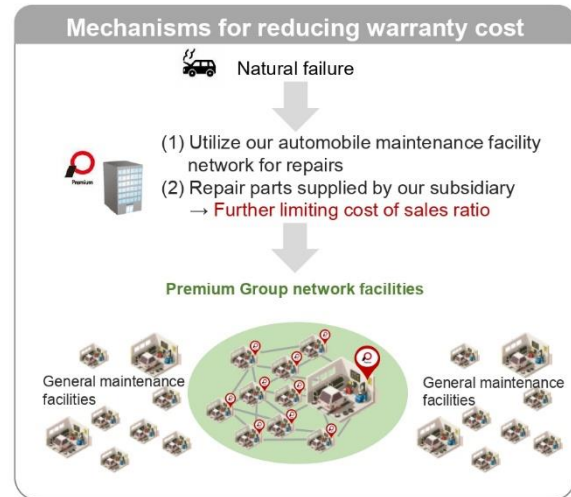 Mechanisms for reducing warranty cost
Natural failure
(1) Utilize our automobile maintenance facility
network for repairs
(2) Repair parts supplied by our subsidiary
→ Further limiting cost of sales ratio
Premium
Premium Group network facilities
General maintenance
facilities
General maintenance
facilities